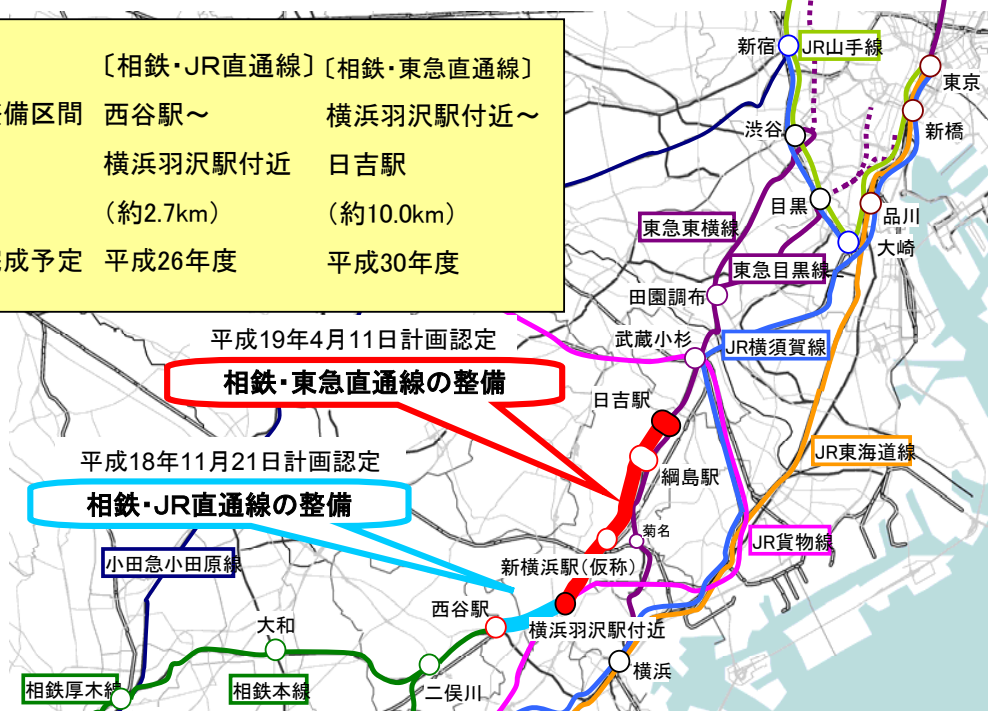 〔相鉄・JR直通線〕〔相鉄・東急直通線〕
備区間 西谷駅～ 横浜羽沢駅付近～
横浜羽沢駅付近 日吉駅
(約2.7km) (約10.0km)
成予定 平成26年度 平成30年度
新宿
JR山手線
東京
新橋
渋谷
目黒
品川
大崎
東急東横線
東急目黒線
田園調布
平成19年4月11日計画認定
武蔵小杉
JR横須賀線
相鉄・東急直通線の整備
日吉駅
JR東海道線
平成18年11月21日計画認定
綱島駅
相鉄・JR直通線の整備
菊名
JR貨物線
小田急小田原線
新横浜駅(仮称)
西谷駅
横浜羽沢駅付近
大和
横浜
相鉄厚木線
相鉄本線
二俣川